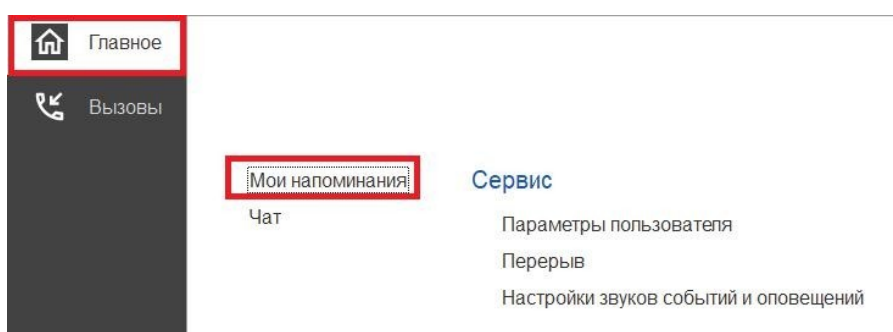 Главное
Вызовы
Мои напоминания
Чат
Сервис
Параметры пользователя
Перерыв
Настройки звуков событий и оповещений